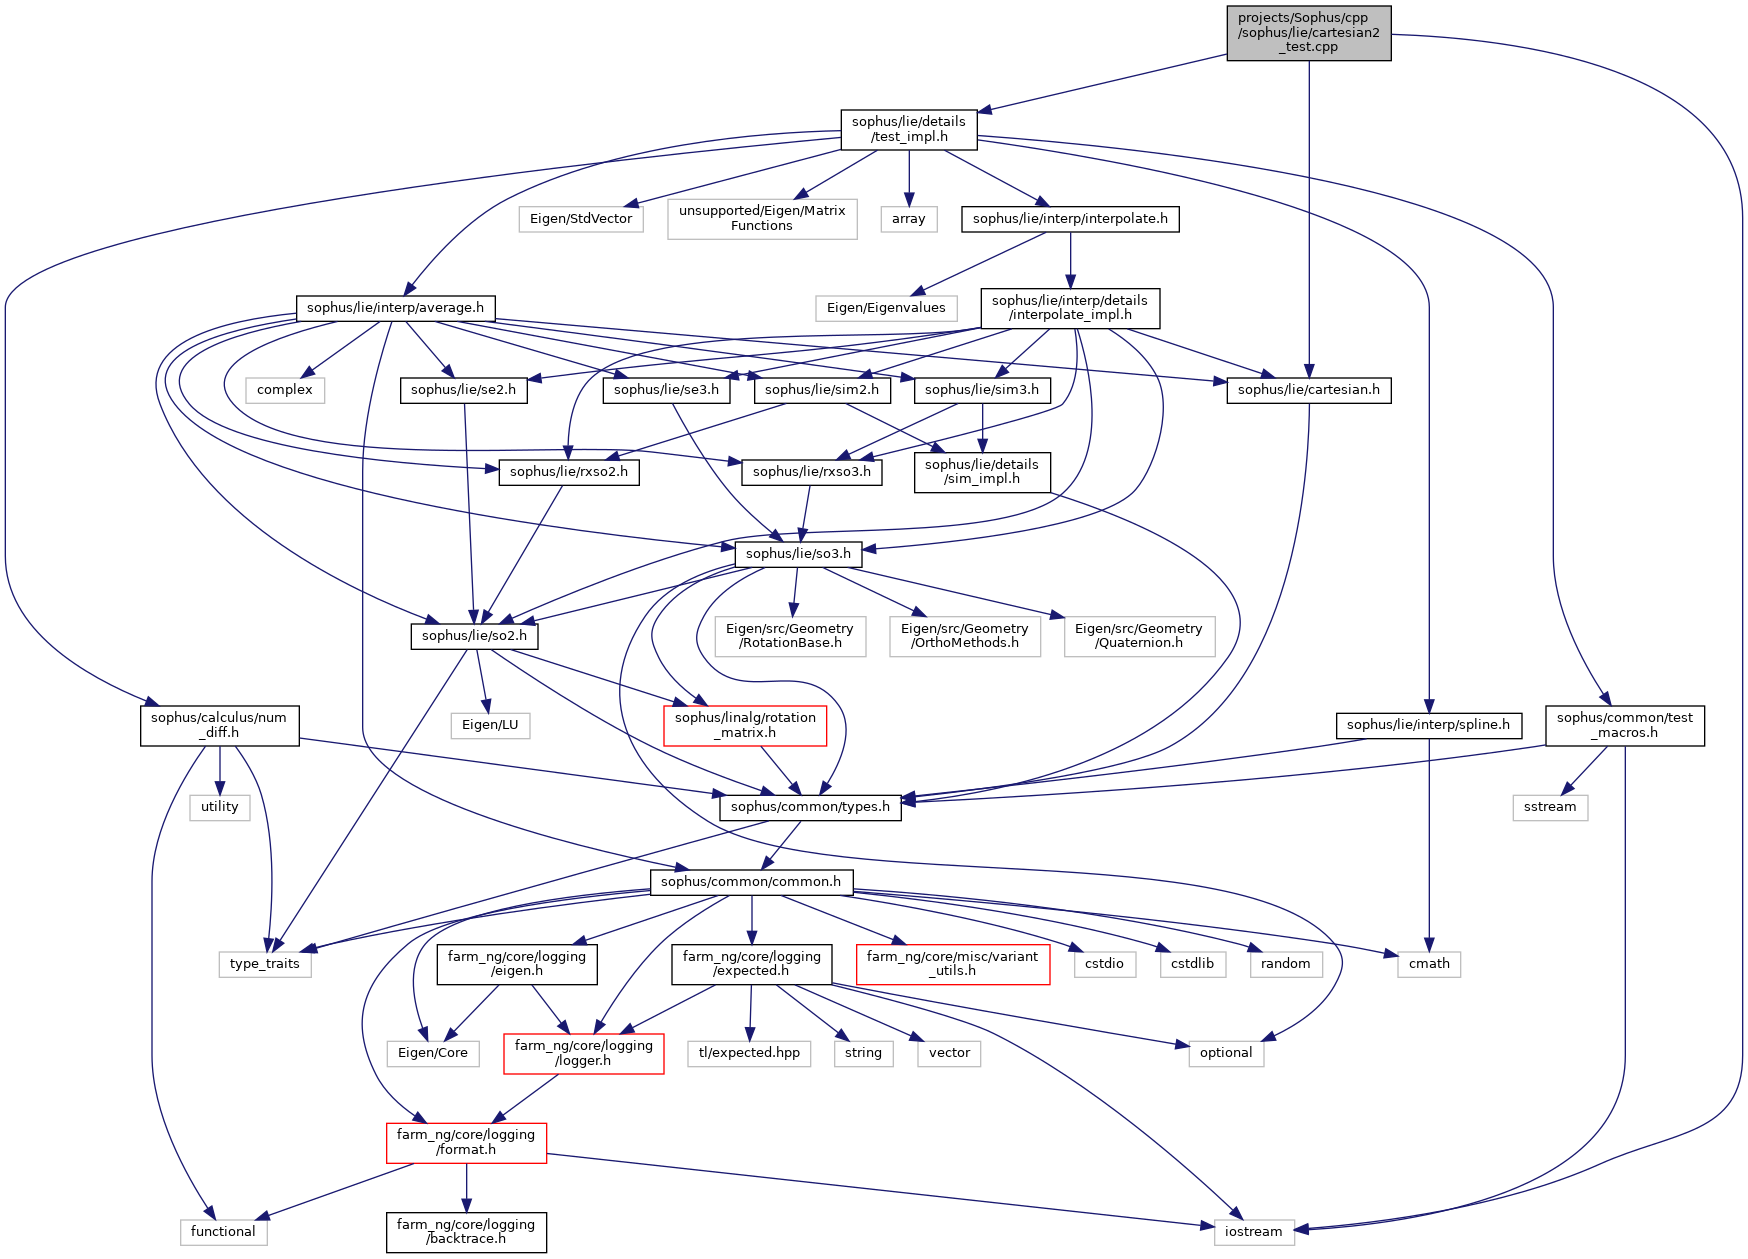 projects/Sophus/cpp
/sophus/lie/cartesian2
_test.cpp
sophus/lie/details
/test_impl.h
Eigen/StdVector
unsupported/Eigen/Matrix
Functions
array
sophus/lie/interp/interpolate.h
sophus/lie/interp/average.h
Eigen/Eigenvalues
sophus/lie/interp/details
/interpolate_impl.h
complex
sophus/lie/se2.h
sophus/lie/se3.h
sophus/lie/sim2.h
sophus/lie/sim3.h
sophus/lie/cartesian.h
sophus/lie/rxso2.h
sophus/lie/rxso3.h
sophus/lie/details
/sim_impl.h
sophus/lie/so3.h
sophus/lie/so2.h
Eigen/src/Geometry
/RotationBase.h
Eigen/src/Geometry
/OrthoMethods.h
Eigen/src/Geometry
/Quaternion.h
sophus/calculus/num
_diff.h
Eigen/LU
sophus/linalg/rotation
_matrix.h
sophus/lie/interp/spline.h
sophus/common/test
_macros.h
utility
sophus/common/types.h
sstream
sophus/common/common.h
type_traits
farm_ng/core/logging
/eigen.h
farm_ng/core/logging
/expected.h
farm_ng/core/misc/variant
_utils.h
cstdio
cstdlib
random
cmath
Eigen/Core
farm_ng/core/logging
/logger.h
tl/expected.hpp
string
vector
optional
farm_ng/core/logging
/format.h
functional
farm_ng/core/logging
/backtrace.h
iostream